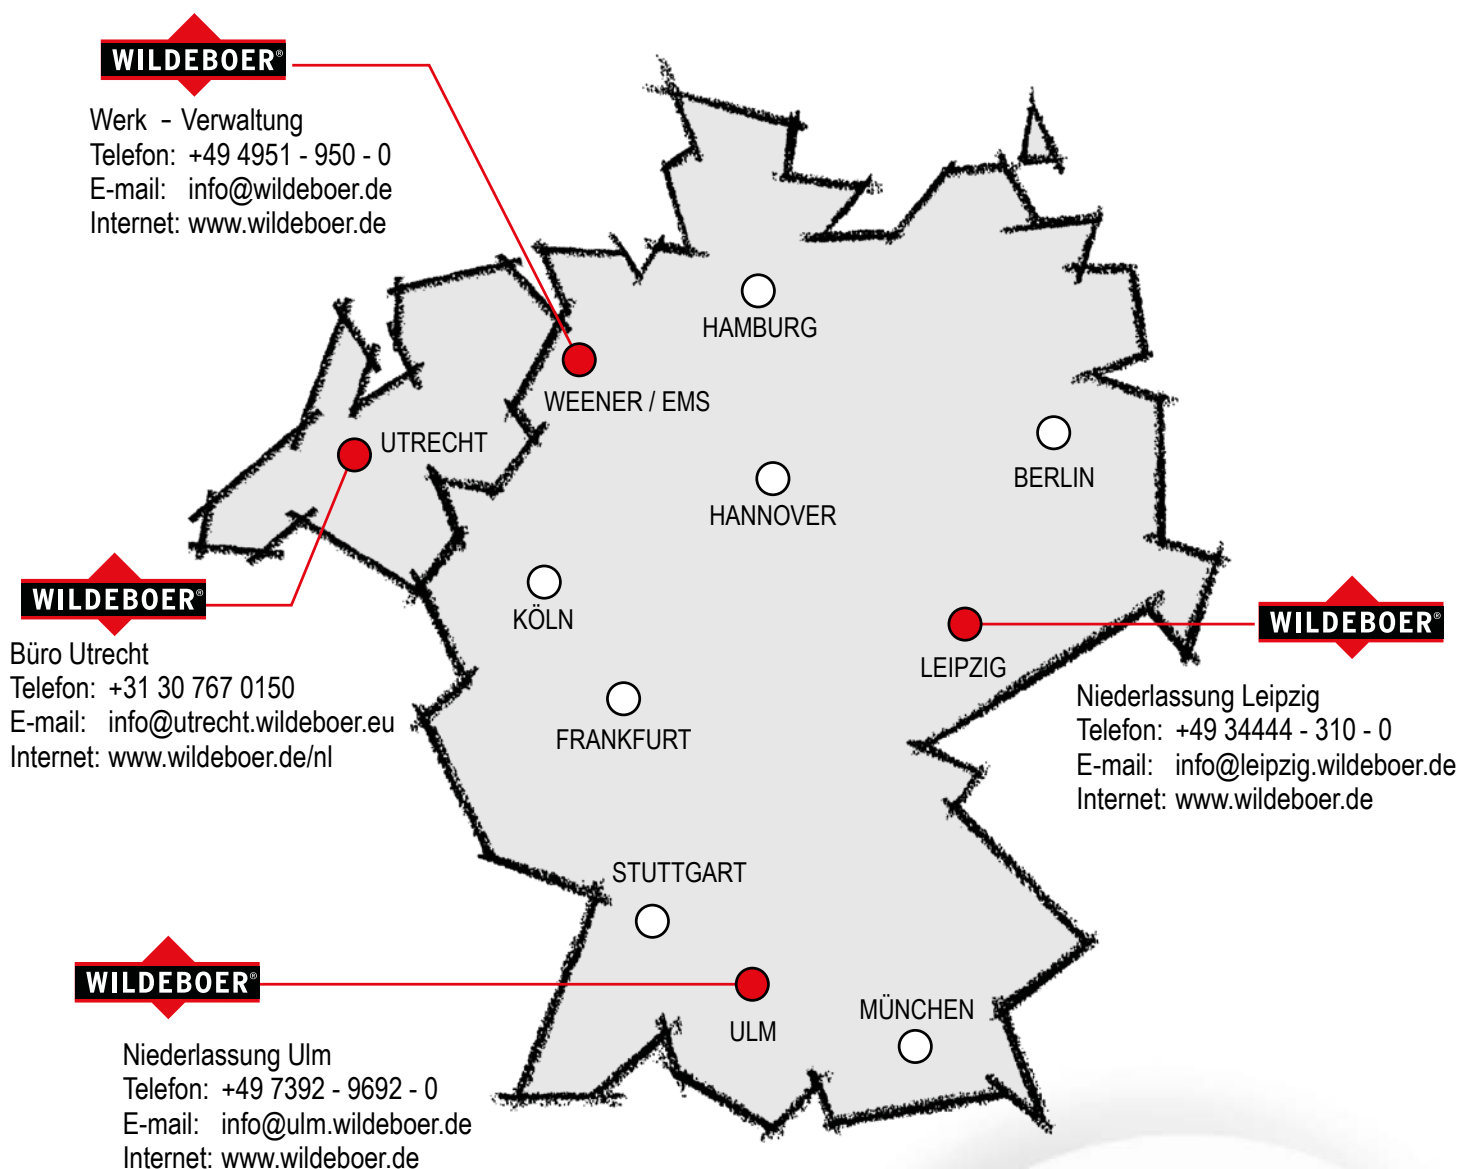 WILDEBOER®
Werk - Verwaltung
Telefon: +49 4951 - 950 - 0
E-mail: info@wildeboer.de
Internet: www.wildeboer.de
HAMBURG
WEENER / EMS
UTRECHT
BERLIN
HANNOVER
WILDEBOER®
Büro Utrecht
Telefon: +31 30 767 0150
E-mail: info@utrecht.wildeboer.eu
Internet: www.wildeboer.de/nl
KÖLN
LEIPZIG
FRANKFURT
WILDEBOER®
Niederlassung Leipzig
Telefon: +49 34444 - 310 - 0
E-mail: info@leipzig.wildeboer.de
Internet: www.wildeboer.de
STUTTGART
ULM
MÜNCHEN
WILDEBOER®
Niederlassung Ulm
Telefon: +49 7392 - 9692 - 0
E-mail: info@ulm.wildeboer.de
Internet: www.wildeboer.de